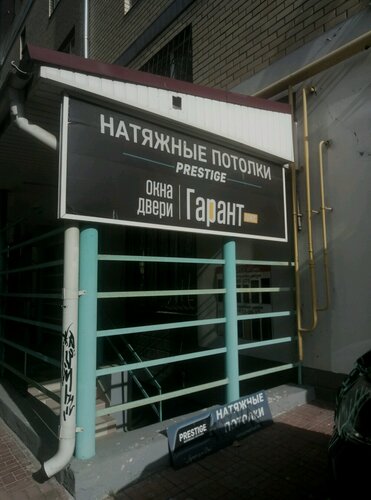 НАТЯЖНЫЕ ПОТОЛКИ
PRESTIGE
ОКНА
ДВЕРИ
Гарант
PRESTIGE
НАТЯЖНЫЕ
ПОТОЛКИ